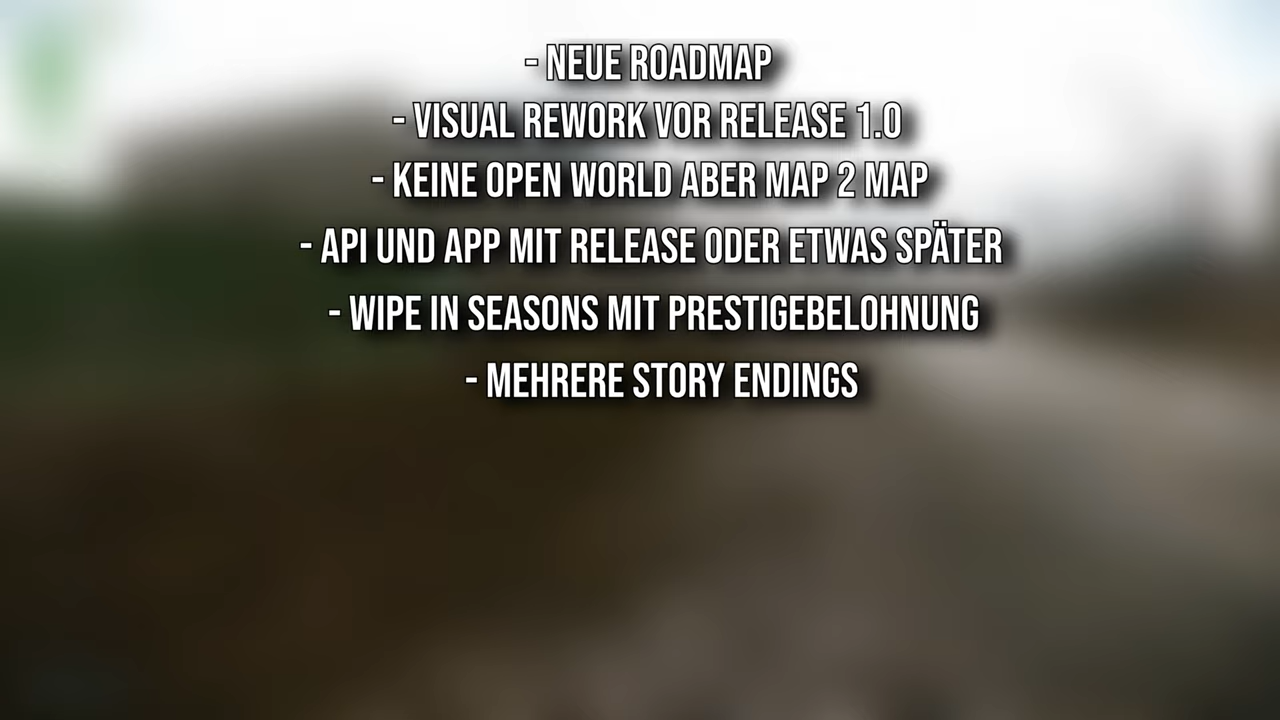 - NEUE ROADMAP
- VISUAL REWORK VOR RELEASE 1.0
- KEINE OPEN WORLD ABER MAP 2 MAP
- API UND APP MIT RELEASE ODER ETWAS SPÄTER
- WIPE IN SEASONS MIT PRESTIGEBELOHNUNG
- MEHRERE STORY ENDINGS